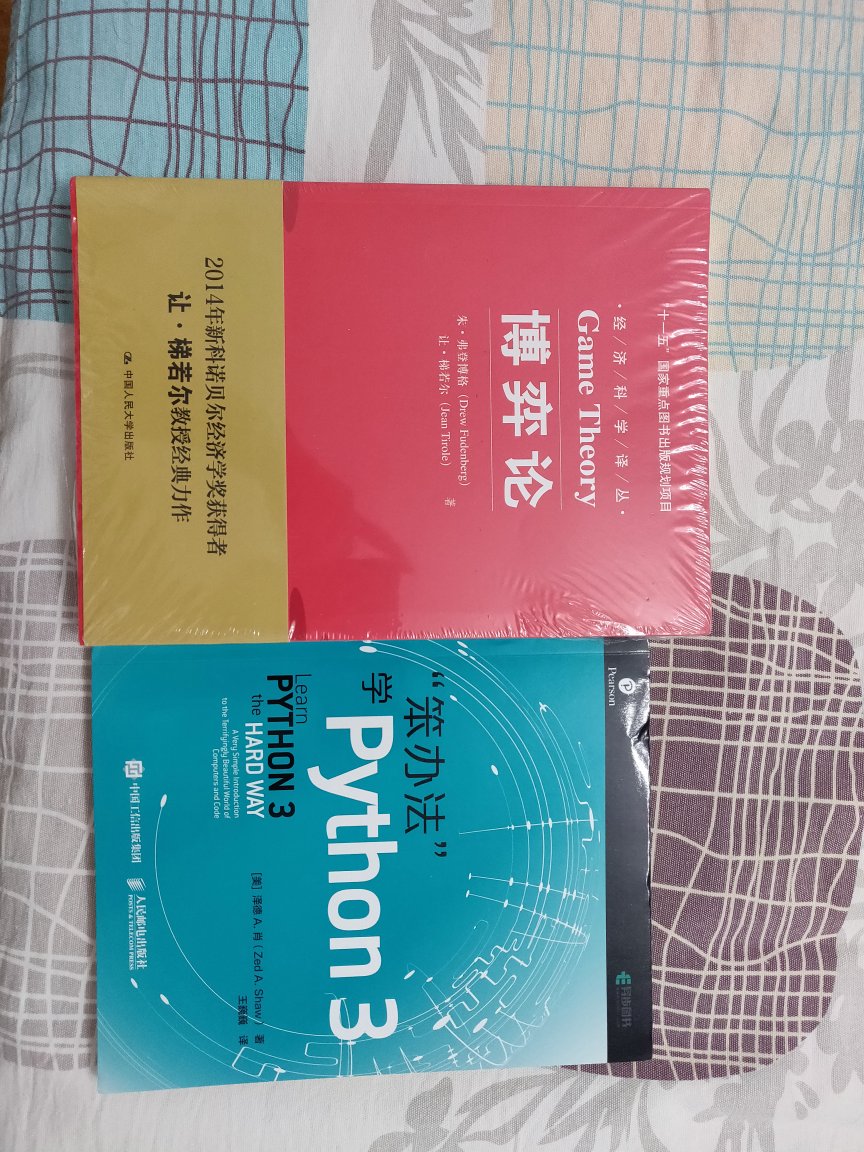 "十一五"国家重点图书出版规划项目
·经/济/科/学/译/丛·
Game Theory
博弈论
朱·弗登博格（Drew Fudenberg）
让·梯若尔（Jean Tirole） 著
2014年新科诺贝尔经济学奖获得者
让·梯若尔教授经典力作
中国人民大学出版社
Pearson
异步图书
“笨办法”
学 Python 3
Learn
PYTHON 3
the HARD WAY
A Very Simple Introduction
to the Terrifyingly Beautiful World of
Computers and Code
[美] 泽德 A. 肖（Zed A. Shaw） 著
王巍巍 译
中国工信出版集团
人民邮电出版社
POSTS & TELECOM PRESS